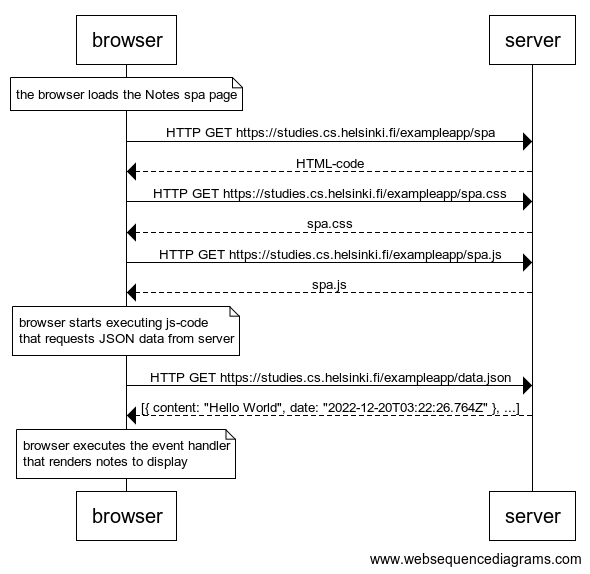 browser
server
the browser loads the Notes spa page
HTTP GET https://studies.cs.helsinki.fi/exampleapp/spa
HTML-code
HTTP GET https://studies.cs.helsinki.fi/exampleapp/spa.css
spa.css
HTTP GET https://studies.cs.helsinki.fi/exampleapp/spa.js
spa.js
browser starts executing js-code
that requests JSON data from server
HTTP GET https://studies.cs.helsinki.fi/exampleapp/data.json
[{ content: "Hello World", date: "2022-12-20T03:22:26.764Z" }, ...]
browser executes the event handler
that renders notes to display
browser
server
www.websequencediagrams.com